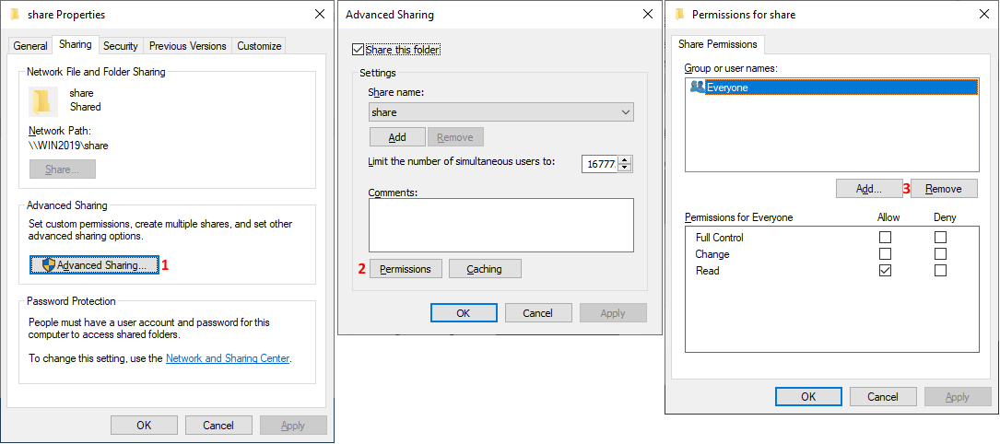 share Properties
General
Sharing
Security
Previous Versions
Customize
Network File and Folder Sharing
share
Shared
Network Path:
\\WIN2019\share
Share...
Advanced Sharing
Set custom permissions, create multiple shares, and set other
advanced sharing options.
Advanced Sharing...
1
Password Protection
People must have a user account and password for this
computer to access shared folders.
To change this setting, use the Network and Sharing Center.
OK
Cancel
Apply
Advanced Sharing
Share this folder
Settings
Share name:
share
Add
Remove
Limit the number of simultaneous users to:
16777
Comments:
2
Permissions
Caching
OK
Cancel
Apply
Permissions for share
Share Permissions
Group or user names:
Everyone
Add...
3
Remove
Permissions for Everyone
Allow
Deny
Full Control
Change
Read
OK
Cancel
Apply